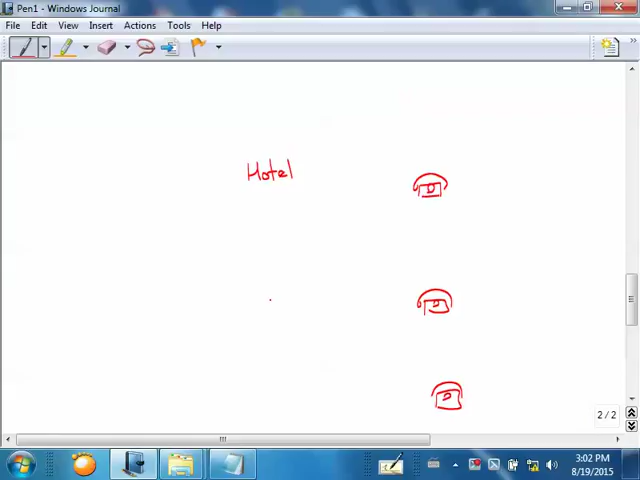 Pen1 - Windows Journal
File Edit View Insert Actions Tools Help
Hotel
2 / 2
3:02 PM
8/19/2015